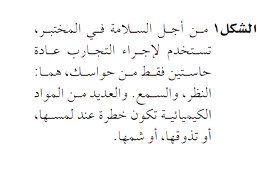 الشكل١ من أجل السلامة في المختبر،
تستخدم لإجراء التجارب عادة
حاستين فقط من حواسك، هما:
النظر، والسمع. والعديد من المواد
الكيميائية تكون خطرة عند لمسها،
أو تذوقها، أو شمها.